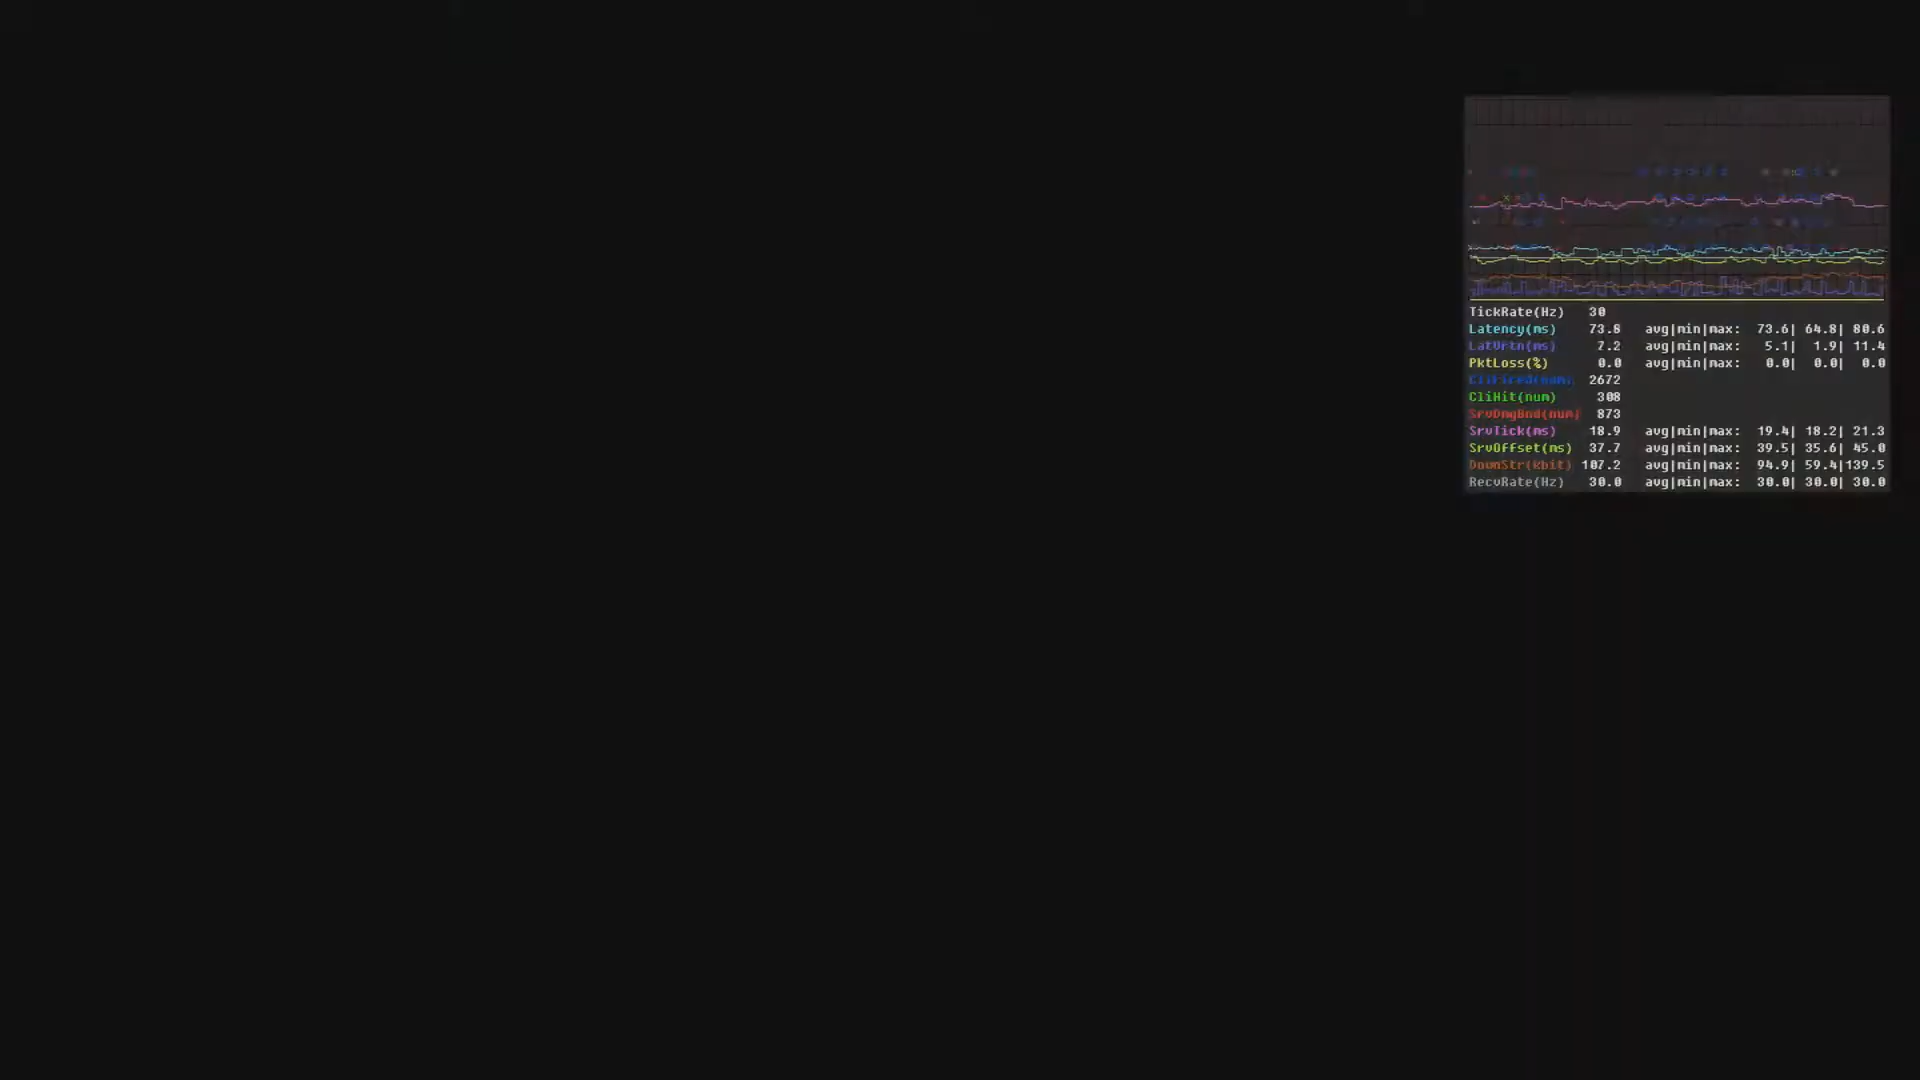 TickRate(Hz) 30
Latency(ms) 73.8 avg|min|max: 73.6| 64.8| 80.6
LatVrtn(ms) 7.2 avg|min|max: 5.1| 1.9| 11.4
PktLoss(%) 0.0 avg|min|max: 0.0| 0.0| 0.0
2672
CliHit(num) 308
SrvDmgBnd(num) 873
SrvTick(ms) 18.9 avg|min|max: 19.4| 18.2| 21.3
SrvOffset(ms) 37.7 avg|min|max: 39.5| 35.6| 45.0
DownStr(kbit) 107.2 avg|min|max: 94.9| 59.4|139.5
RecvRate(Hz) 30.0 avg|min|max: 30.0| 30.0| 30.0